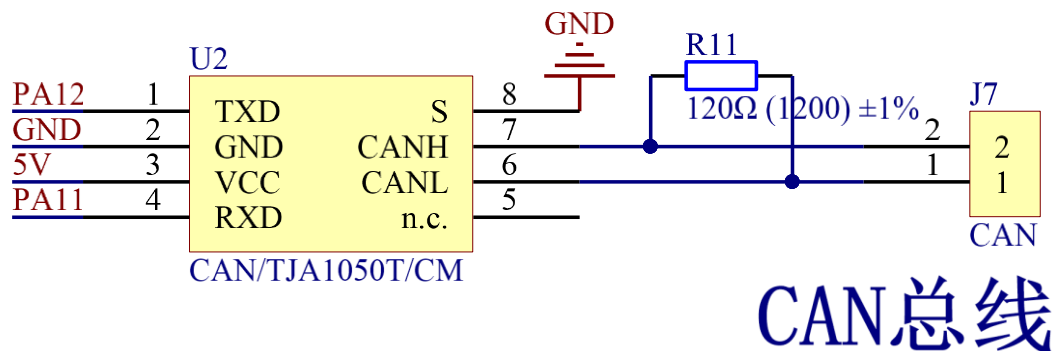 GND
U2
R11
PA12 1 TXD S 8
120Ω (1200) ±1%
J7
GND 2 GND CANH 7
2 2
5V 3 VCC CANL 6
1 1
PA11 4 RXD n.c. 5
CAN
CAN/TJA1050T/CM
CAN总线